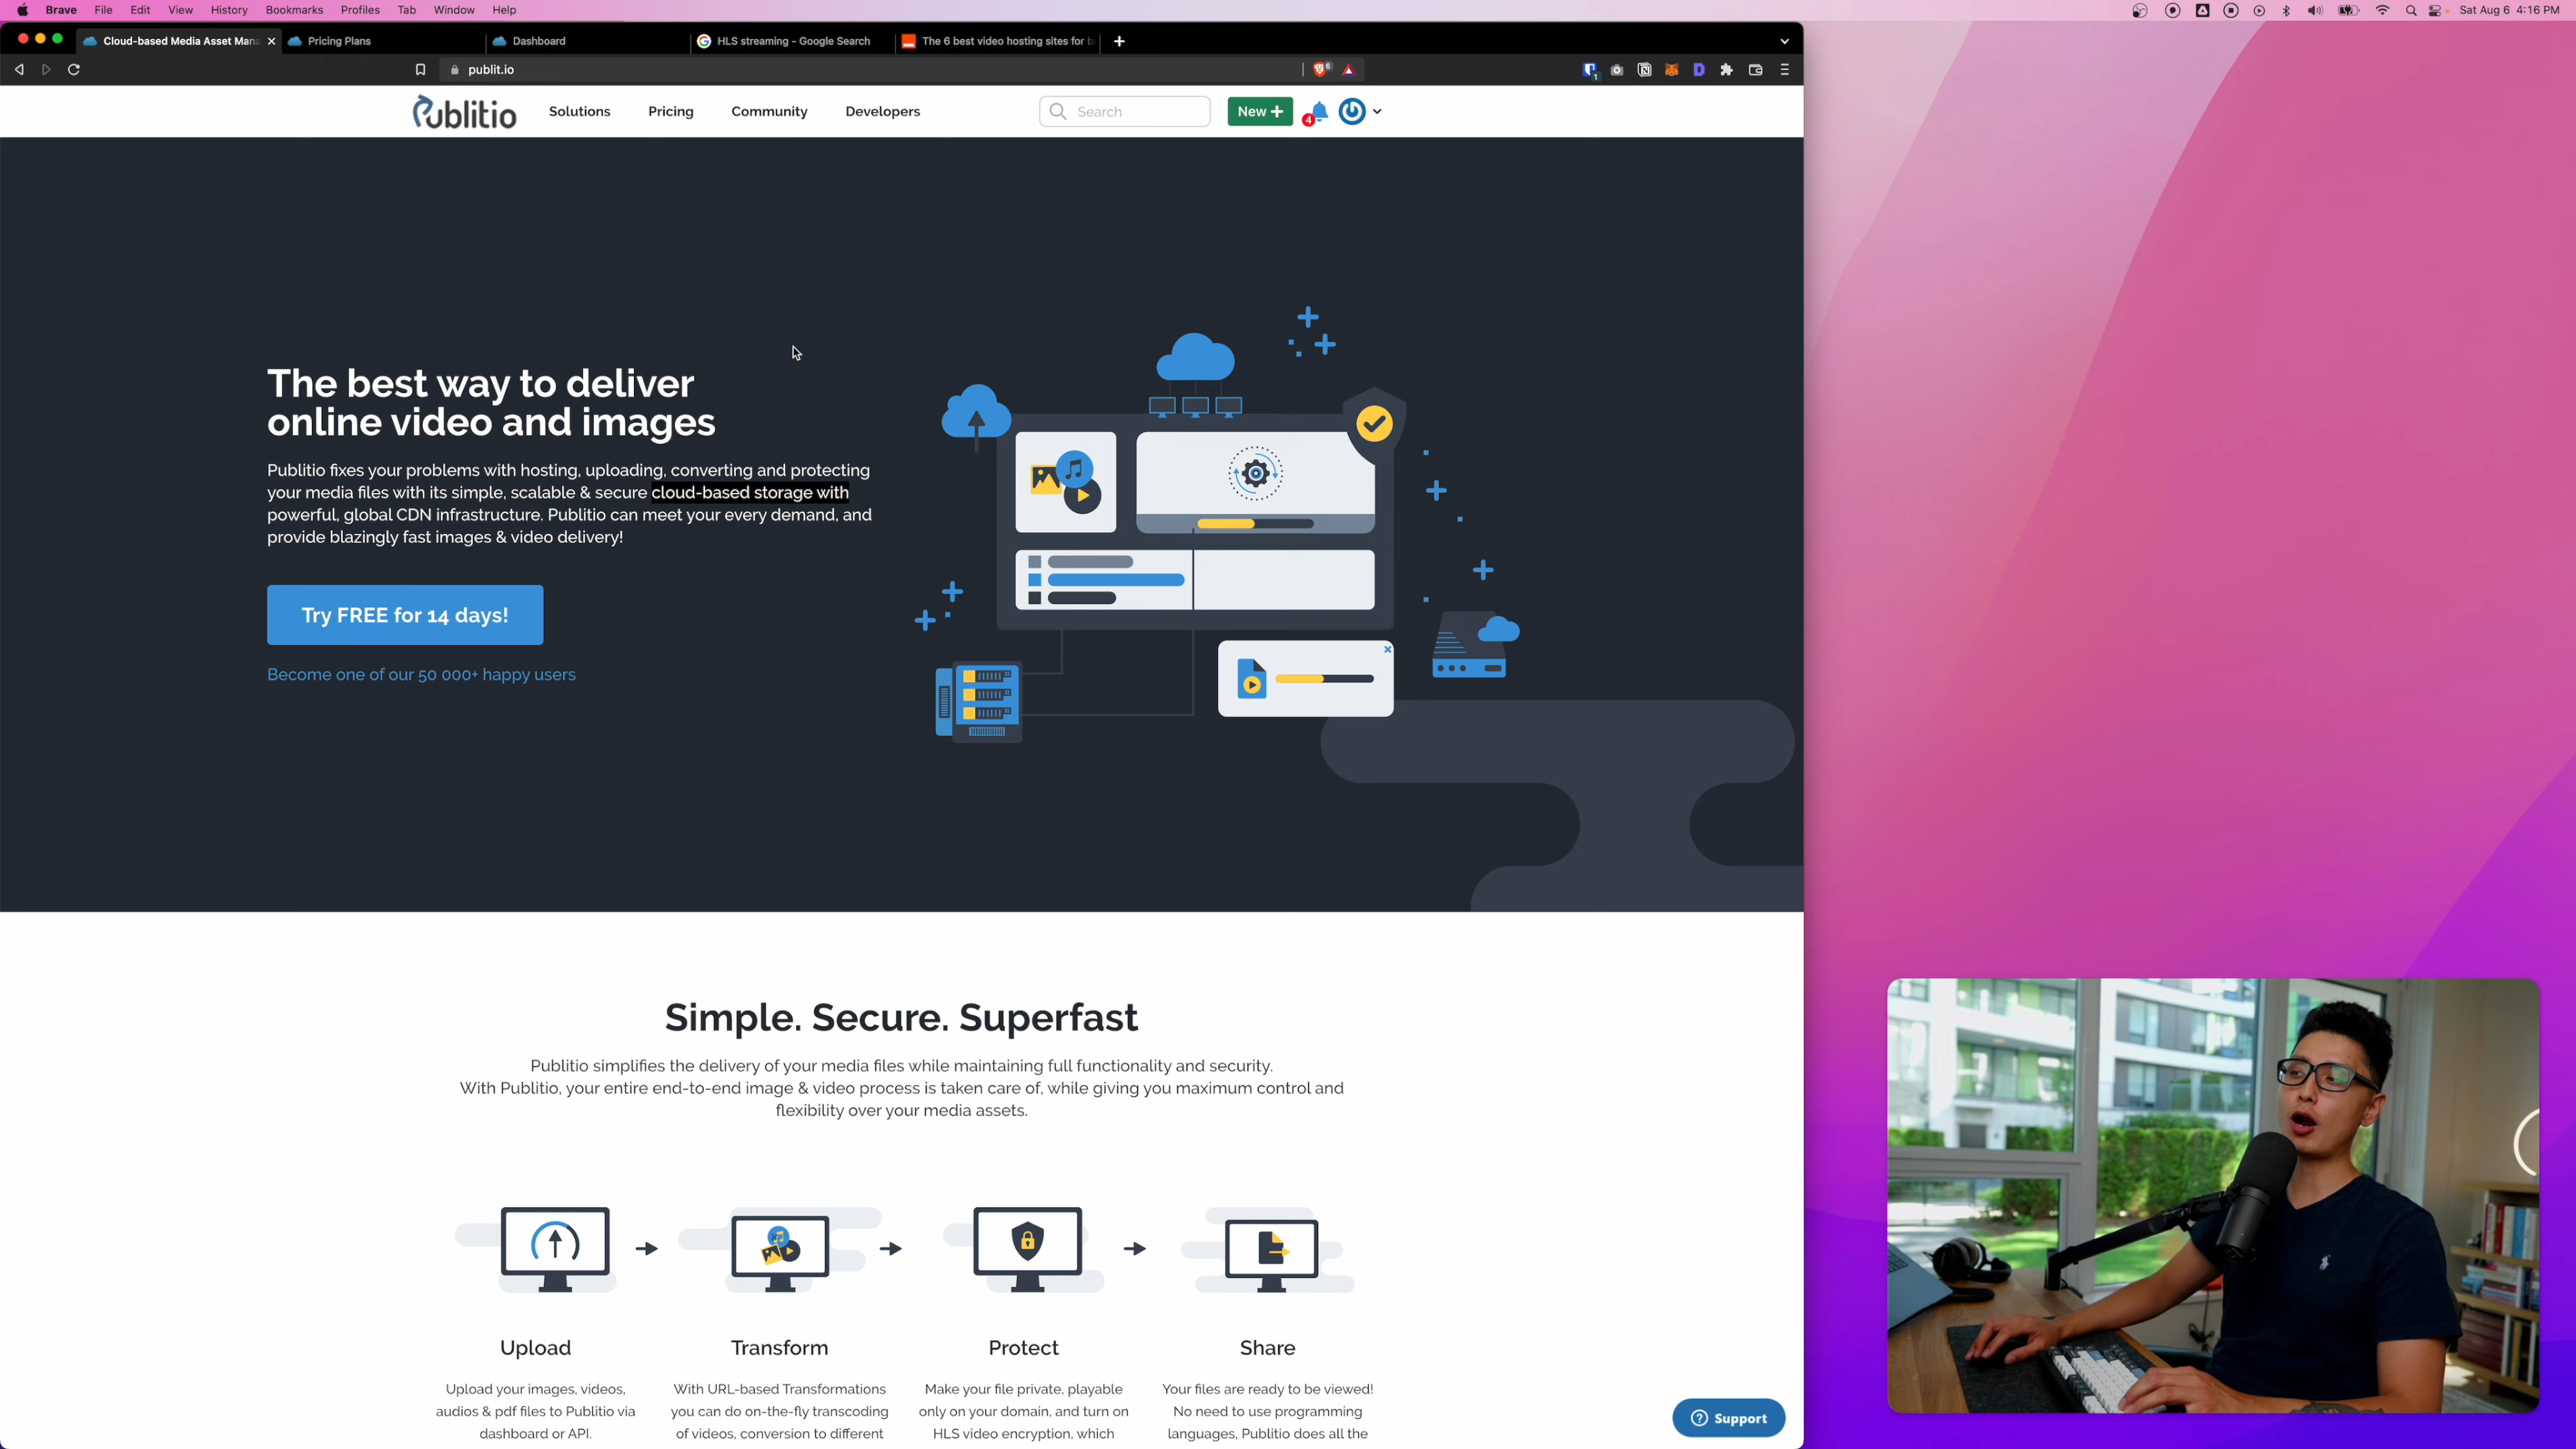 Brave File Edit View History Bookmarks Profiles Tab Window Help
Sat Aug 6 4:16 PM
Cloud-based Media Asset Man
Pricing Plans
Dashboard
HLS streaming - Google Search
The 6 best video hosting sites for b
publit.io
6
1
Publitio
Solutions
Pricing
Community
Developers
Search
New +
4
The best way to deliver
online video and images
Publitio fixes your problems with hosting, uploading, converting and protecting
your media files with its simple, scalable & secure cloud-based storage with
powerful, global CDN infrastructure. Publitio can meet your every demand, and
provide blazingly fast images & video delivery!
Try FREE for 14 days!
Become one of our 50 000+ happy users
Simple. Secure. Superfast
Publitio simplifies the delivery of your media files while maintaining full functionality and security.
With Publitio, your entire end-to-end image & video process is taken care of, while giving you maximum control and
flexibility over your media assets.
Upload
Transform
Protect
Share
Upload your images, videos,
audios & pdf files to Publitio via
dashboard or API.
With URL-based Transformations
you can do on-the-fly transcoding
of videos, conversion to different
Make your file private, playable
only on your domain, and turn on
HLS video encryption, which
Your files are ready to be viewed!
No need to use programming
languages, Publitio does all the
Support